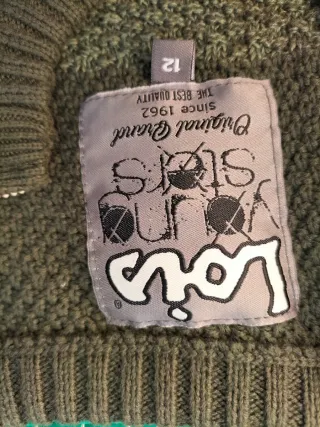 Lois®
young
stars
Original Brand
since 1962
THE BEST QUALITY
12